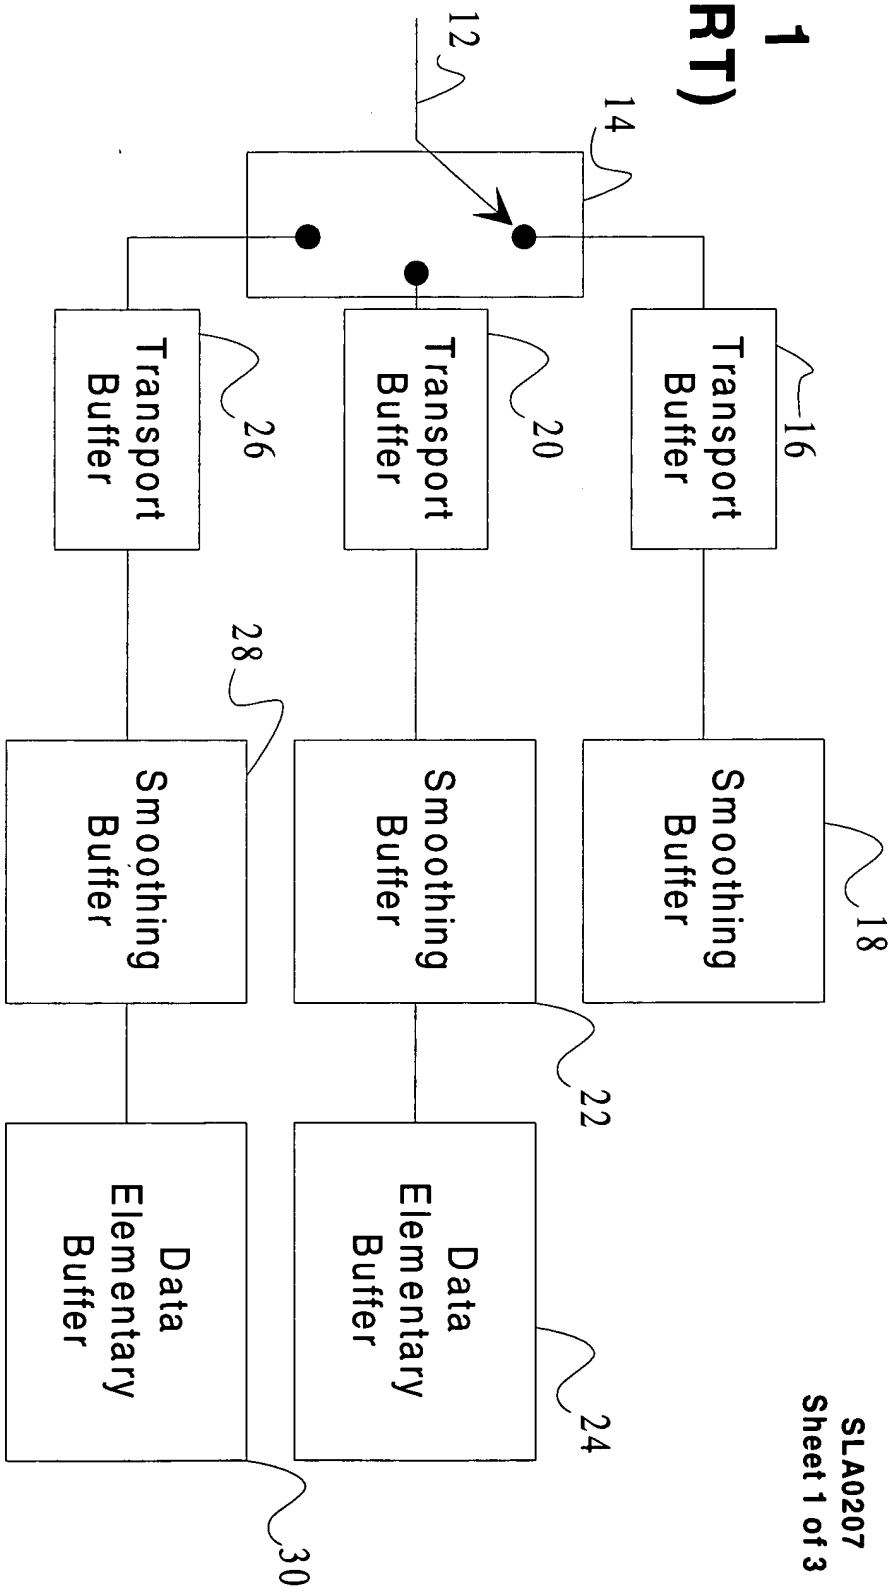 SLA0207
Sheet 1 of 3
1
RT)
12
14
16
Transport
Buffer
18
Smoothing
Buffer
20
Transport
Buffer
22
Smoothing
Buffer
24
Data
Elementary
Buffer
26
Transport
Buffer
28
Smoothing
Buffer
30
Data
Elementary
Buffer